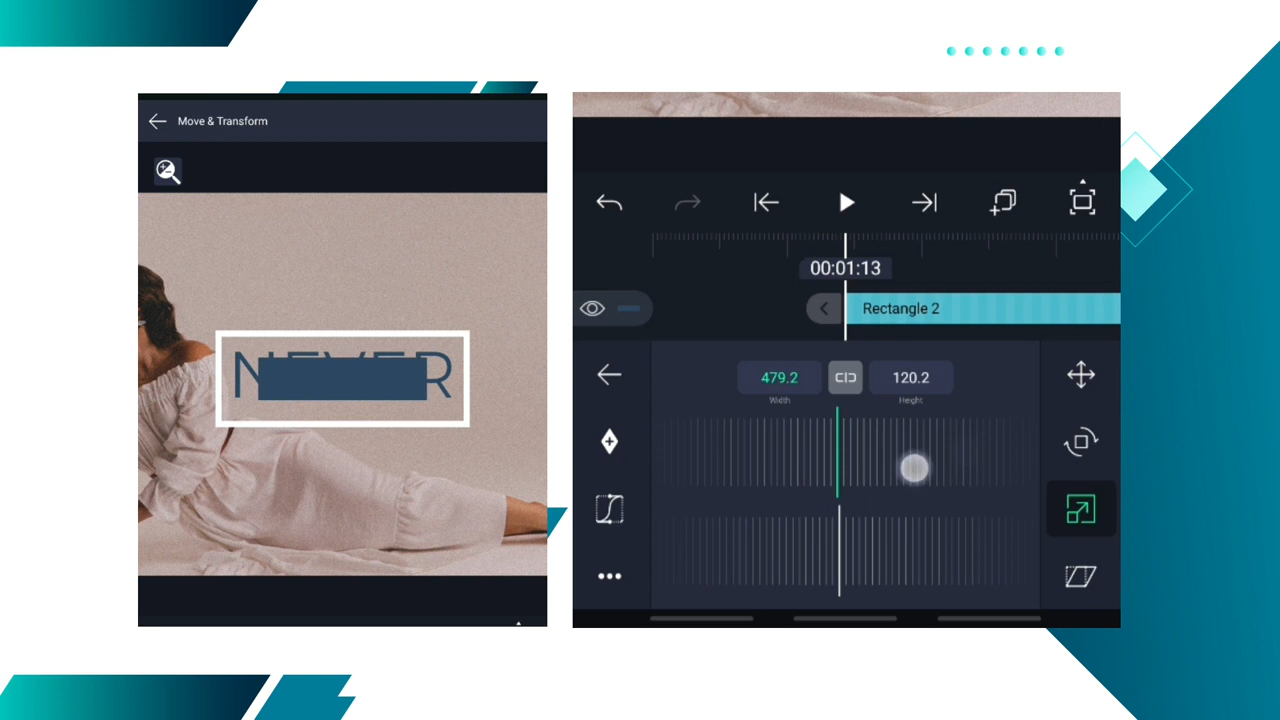 Move & Transform
NEVER
00:01:13
Rectangle 2
479.2
120.2
Width
Height